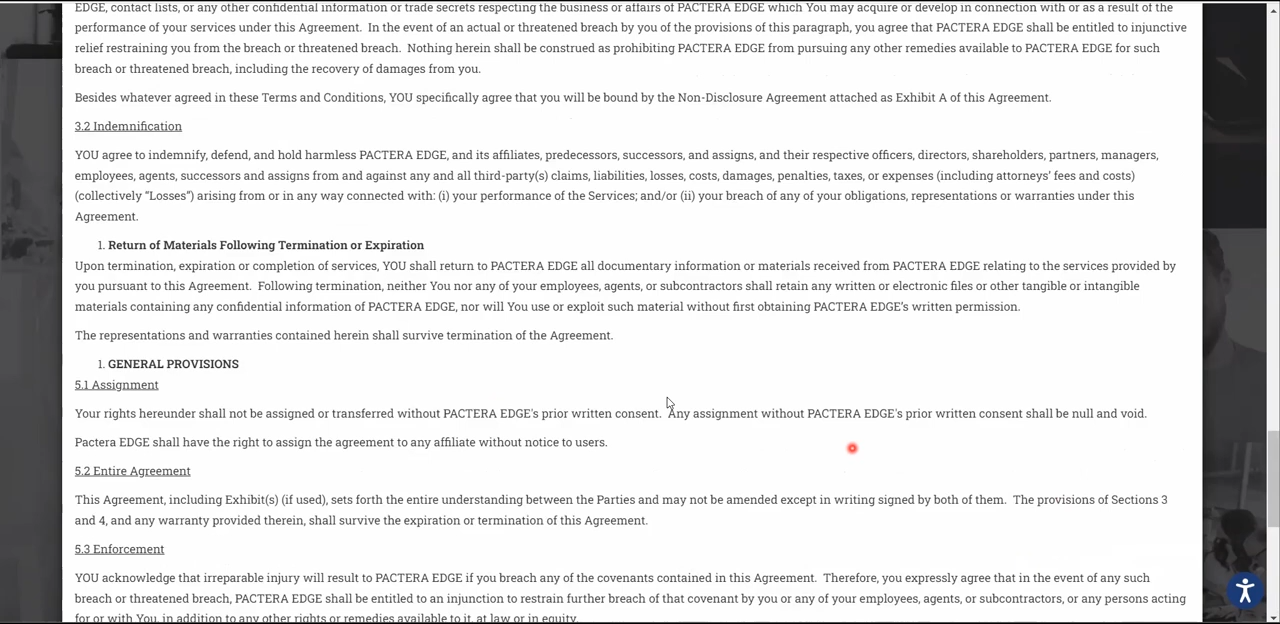 EDGE, contact lists, or any other confidential information or trade secrets respecting the business or affairs of PACTERA EDGE which You may acquire or develop in connection with or as a result of the
performance of your services under this Agreement.  In the event of an actual or threatened breach by you of the provisions of this paragraph, you agree that PACTERA EDGE shall be entitled to injunctive
relief restraining you from the breach or threatened breach.  Nothing herein shall be construed as prohibiting PACTERA EDGE from pursuing any other remedies available to PACTERA EDGE for such
breach or threatened breach, including the recovery of damages from you.
Besides whatever agreed in these Terms and Conditions, YOU specifically agree that you will be bound by the Non-Disclosure Agreement attached as Exhibit A of this Agreement.
3.2 Indemnification
YOU agree to indemnify, defend, and hold harmless PACTERA EDGE, and its affiliates, predecessors, successors, and assigns, and their respective officers, directors, shareholders, partners, managers,
employees, agents, successors and assigns from and against any and all third-party(s) claims, liabilities, losses, costs, damages, penalties, taxes, or expenses (including attorneys' fees and costs)
(collectively “Losses”) arising from or in any way connected with: (i) your performance of the Services; and/or (ii) your breach of any of your obligations, representations or warranties under this
Agreement.
1. Return of Materials Following Termination or Expiration
Upon termination, expiration or completion of services, YOU shall return to PACTERA EDGE all documentary information or materials received from PACTERA EDGE relating to the services provided by
you pursuant to this Agreement.  Following termination, neither You nor any of your employees, agents, or subcontractors shall retain any written or electronic files or other tangible or intangible
materials containing any confidential information of PACTERA EDGE, nor will You use or exploit such material without first obtaining PACTERA EDGE's written permission.
The representations and warranties contained herein shall survive termination of the Agreement.
1. GENERAL PROVISIONS
5.1 Assignment
Your rights hereunder shall not be assigned or transferred without PACTERA EDGE's prior written consent.  Any assignment without PACTERA EDGE's prior written consent shall be null and void.
Pactera EDGE shall have the right to assign the agreement to any affiliate without notice to users.
5.2 Entire Agreement
This Agreement, including Exhibit(s) (if used), sets forth the entire understanding between the Parties and may not be amended except in writing signed by both of them.  The provisions of Sections 3
and 4, and any warranty provided therein, shall survive the expiration or termination of this Agreement.
5.3 Enforcement
YOU acknowledge that irreparable injury will result to PACTERA EDGE if you breach any of the covenants contained in this Agreement.  Therefore, you expressly agree that in the event of any such
breach or threatened breach, PACTERA EDGE shall be entitled to an injunction to restrain further breach of that covenant by you or any of your employees, agents, or subcontractors, or any persons acting
for or with You, in addition to any other rights or remedies available to it, at law or in equity.